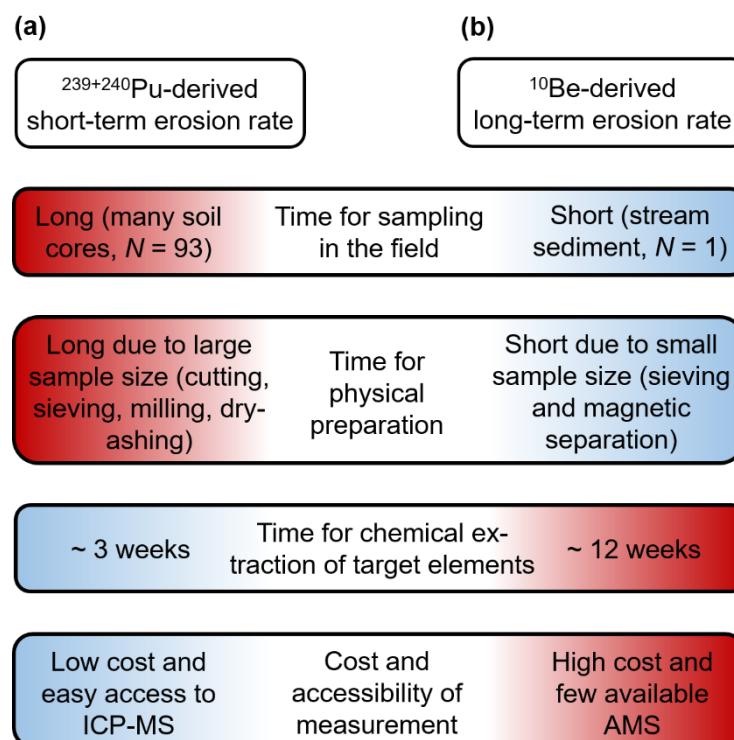 (a)
(b)
²³⁹⁺²⁴⁰Pu-derived
short-term erosion rate
¹⁰Be-derived
long-term erosion rate
Long (many soil
cores, N = 93)
Time for sampling
in the field
Short (stream
sediment, N = 1)
Long due to large
sample size (cutting,
sieving, milling, dry-
ashing)
Time for
physical
preparation
Short due to small
sample size (sieving
and magnetic
separation)
~ 3 weeks
Time for chemical ex-
traction of target elements
~ 12 weeks
Low cost and
easy access to
ICP-MS
Cost and
accessibility of
measurement
High cost and
few available
AMS